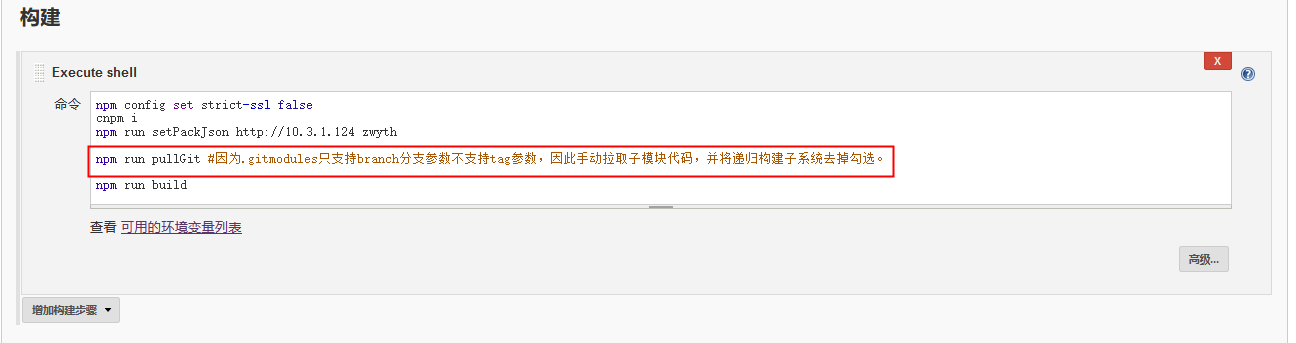 构建
Execute shell
X
命令
npm config set strict-ssl false
cnpm i
npm run setPackJson http://10.3.1.124 zwyth
npm run pullGit #因为.gitmodules只支持branch分支参数不支持tag参数，因此手动拉取子模块代码，并将递归构建子系统去掉勾选。
npm run build
查看 可用的环境变量列表
高级...
增加构建步骤